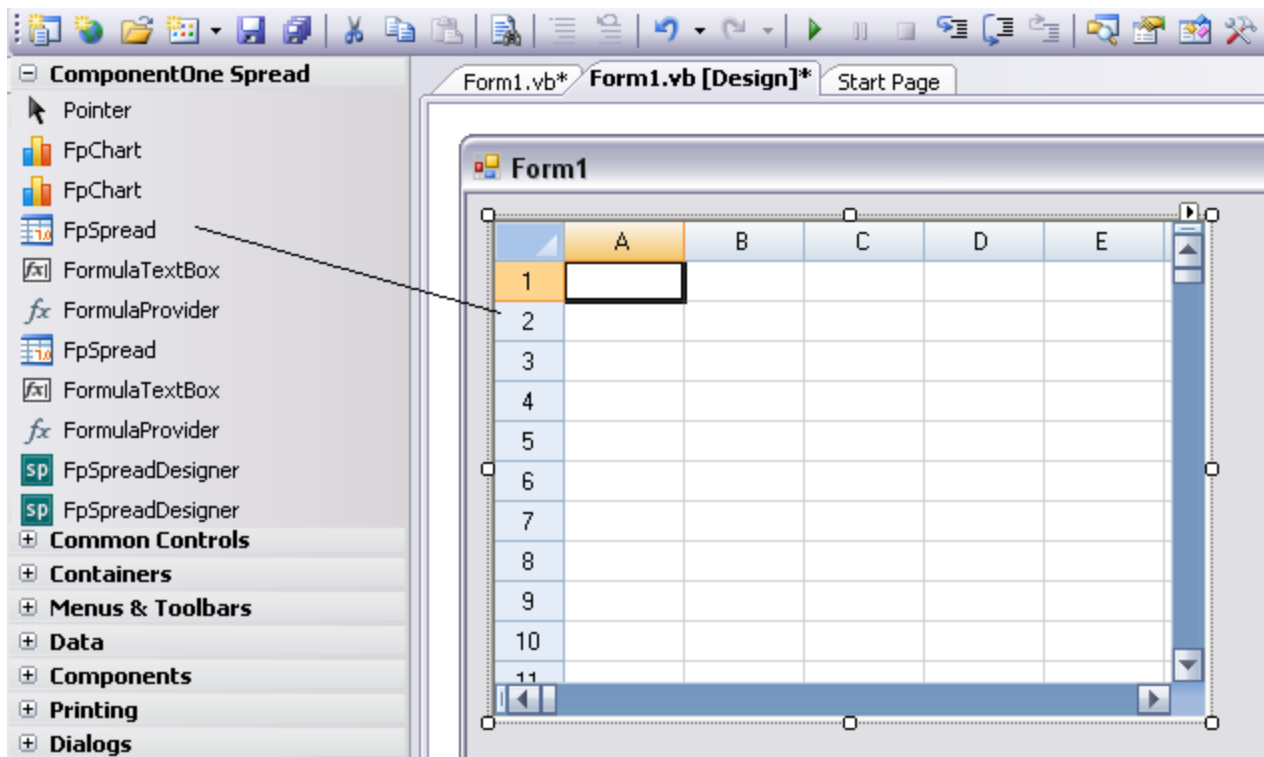 ComponentOne Spread
Pointer
FpChart
FpChart
FpSpread
FormulaTextBox
FormulaProvider
FpSpread
FormulaTextBox
FormulaProvider
FpSpreadDesigner
FpSpreadDesigner
Common Controls
Containers
Menus & Toolbars
Data
Components
Printing
Dialogs
Form1.vb* Form1.vb [Design]* Start Page
Form1
A B C D E
1
2
3
4
5
6
7
8
9
10
11